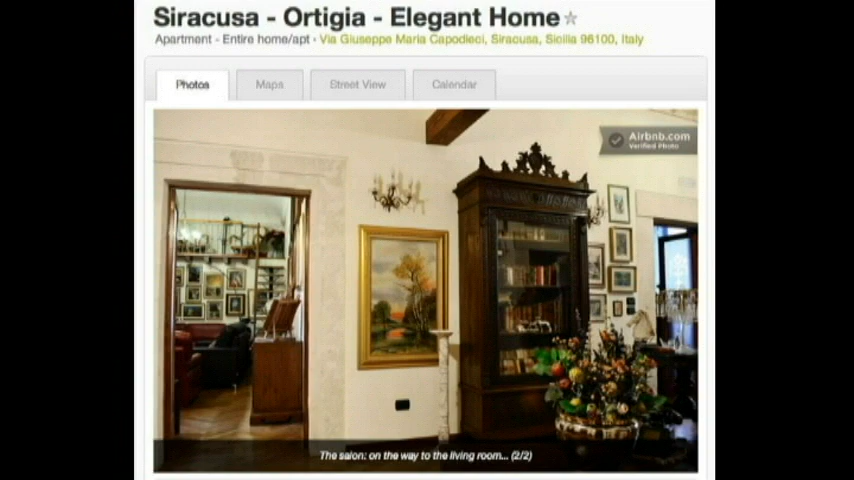 Siracusa - Ortigia - Elegant Home
Apartment - Entire home/apt · Via Giuseppe Maria Capodieci, Siracusa, Sicilia 96100, Italy
Photos
Maps
Street View
Calendar
Airbnb.com
Verified Photo
The salon: on the way to the living room... (2/2)